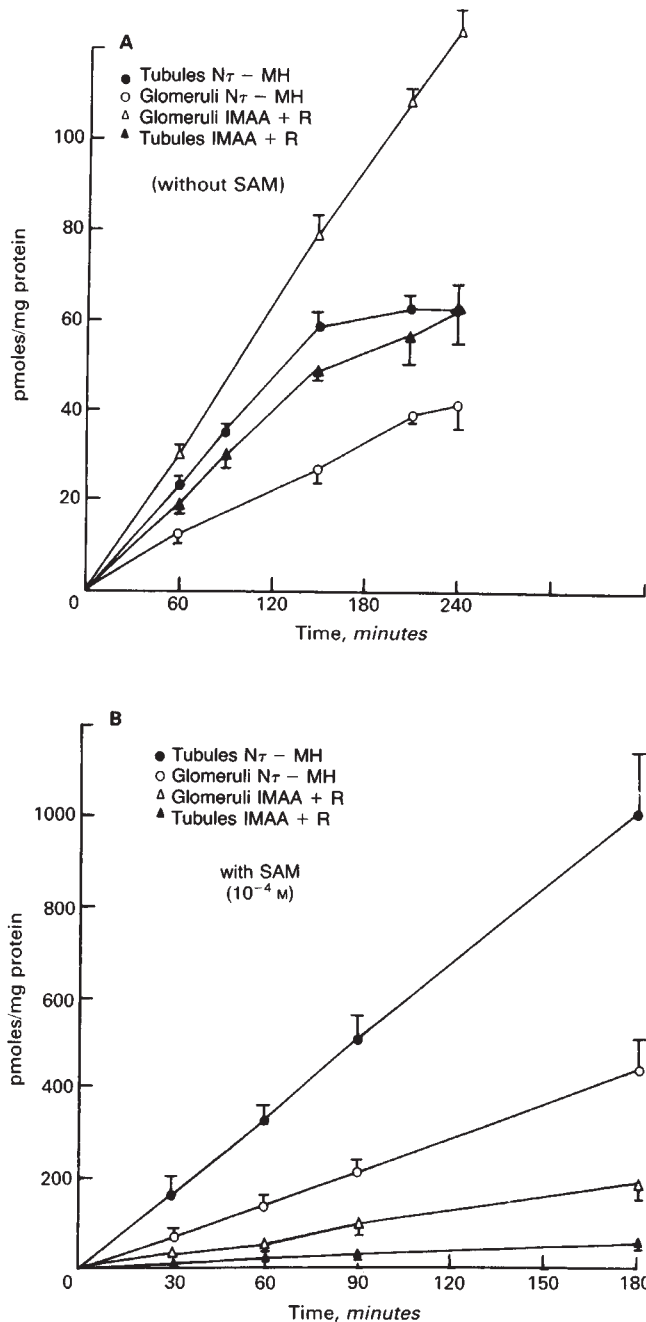 A
● Tubules Nτ – MH
○ Glomeruli Nτ – MH
△ Glomeruli IMAA + R
▲ Tubules IMAA + R
(without SAM)
pmoles/mg protein
100
80
60
40
20
0 60 120 180 240
Time, minutes
B
● Tubules Nτ – MH
○ Glomeruli Nτ – MH
△ Glomeruli IMAA + R
▲ Tubules IMAA + R
with SAM
(10⁻⁴ M)
pmoles/mg protein
1000
800
600
400
200
0 30 60 90 120 150 180
Time, minutes